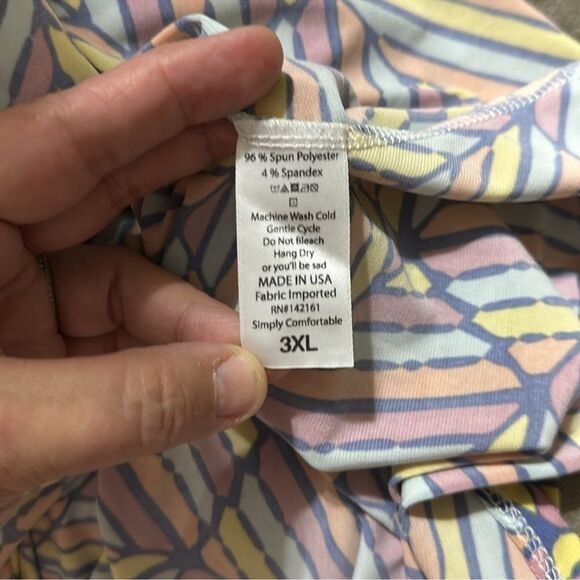 96 % Spun Polyester
4 % Spandex
Machine Wash Cold
Gentle Cycle
Do Not Bleach
Hang Dry
or you'll be sad
MADE IN USA
Fabric Imported
RN#142161
Simply Comfortable
3XL